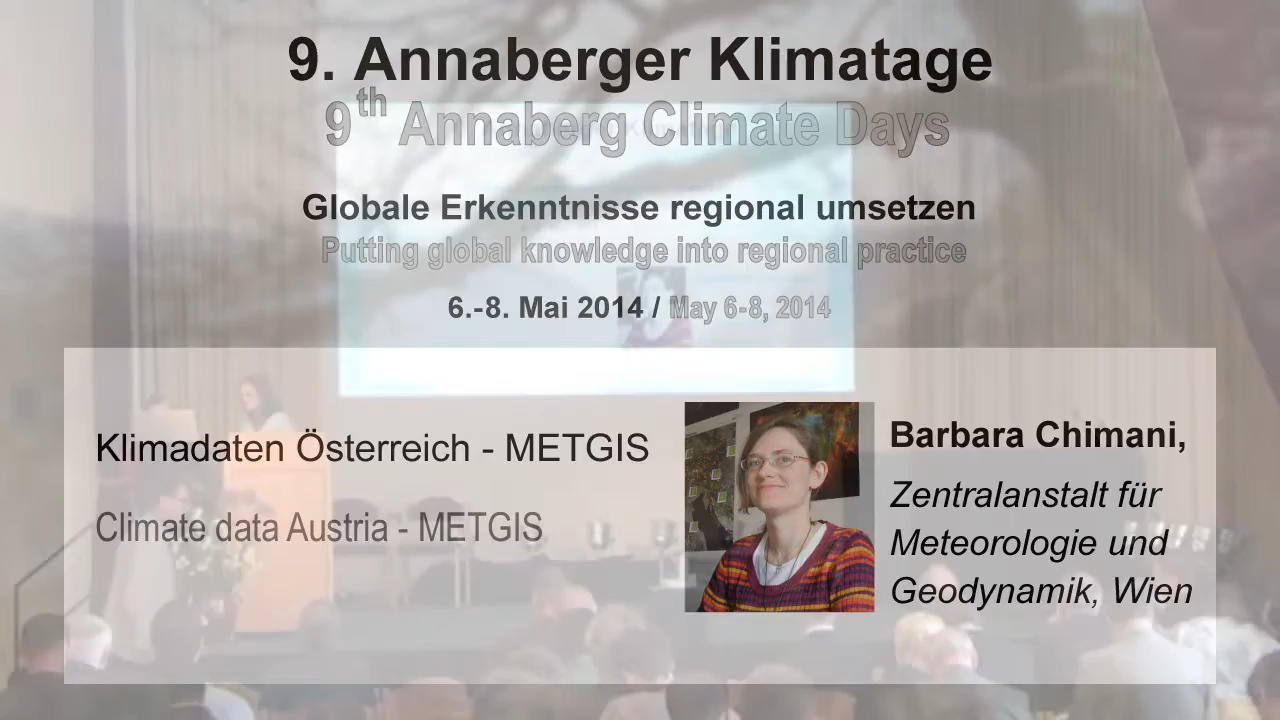 9. Annaberger Klimatage
9th Annaberg Climate Days
Globale Erkenntnisse regional umsetzen
Putting global knowledge into regional practice
6.-8. Mai 2014 / May 6-8, 2014
Klimadaten Österreich - METGIS
Climate data Austria - METGIS
Barbara Chimani,
Zentralanstalt für
Meteorologie und
Geodynamik, Wien